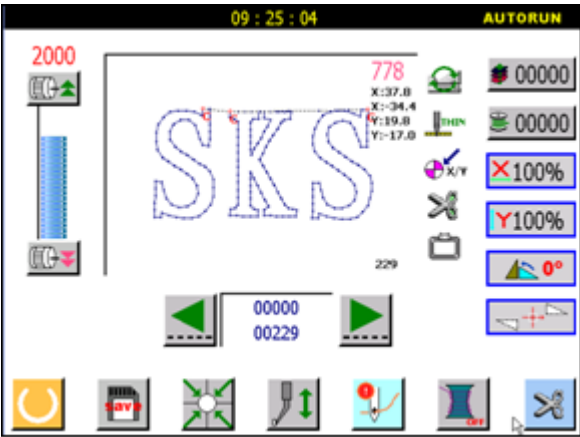 09 : 25 : 04 AUTORUN
2000
778
X:37.8
X:-34.4
Y:19.8
Y:-17.0
SKS
229
THIN
X/Y
00000
00000
X 100%
Y 100%
0°
00000
00229
save
OFF